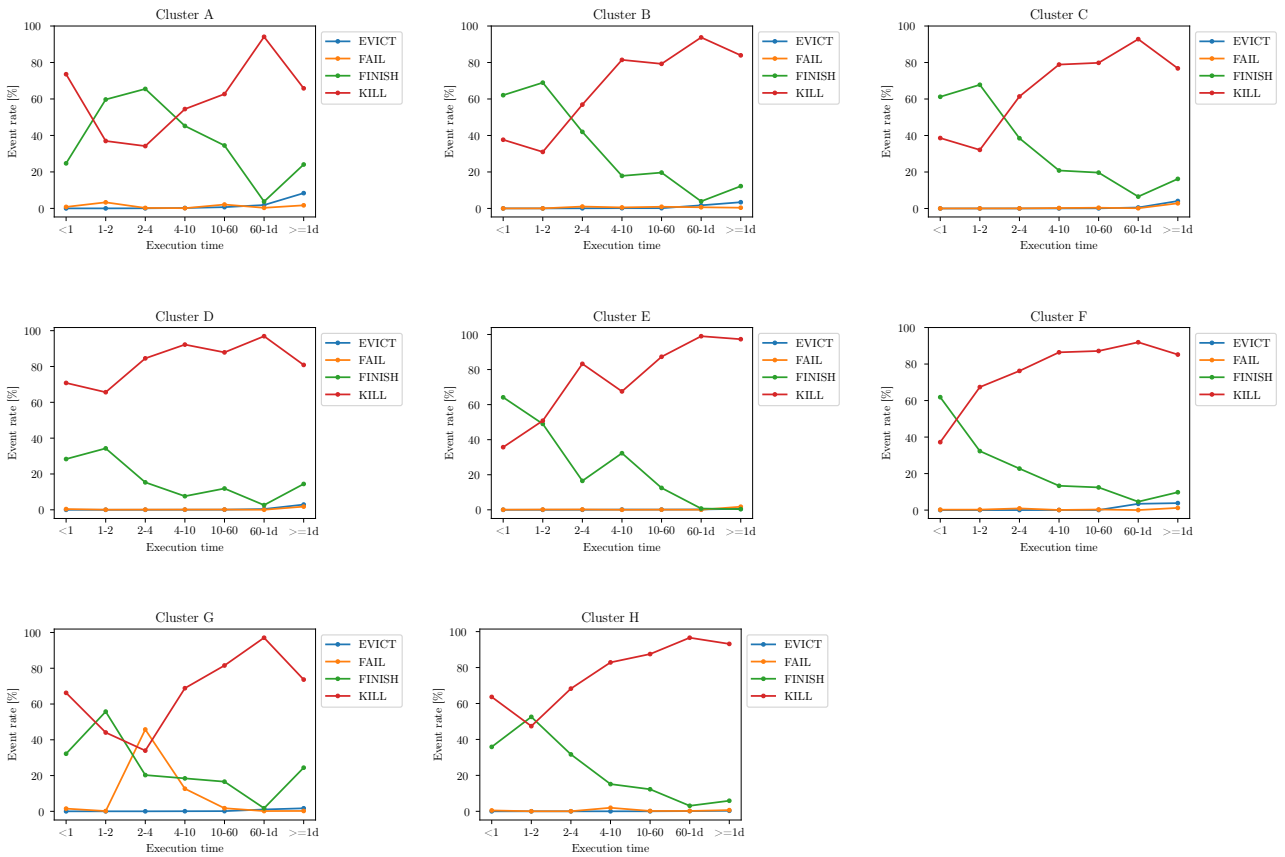 Cluster A
Event rate [%]
100
80
60
40
20
0
<1 1-2 2-4 4-10 10-60 60-1d >=1d
Execution time
EVICT
FAIL
FINISH
KILL
Cluster B
Event rate [%]
100
80
60
40
20
0
<1 1-2 2-4 4-10 10-60 60-1d >=1d
Execution time
EVICT
FAIL
FINISH
KILL
Cluster C
Event rate [%]
100
80
60
40
20
0
<1 1-2 2-4 4-10 10-60 60-1d >=1d
Execution time
EVICT
FAIL
FINISH
KILL
Cluster D
Event rate [%]
100
80
60
40
20
0
<1 1-2 2-4 4-10 10-60 60-1d >=1d
Execution time
EVICT
FAIL
FINISH
KILL
Cluster E
Event rate [%]
100
80
60
40
20
0
<1 1-2 2-4 4-10 10-60 60-1d >=1d
Execution time
EVICT
FAIL
FINISH
KILL
Cluster F
Event rate [%]
100
80
60
40
20
0
<1 1-2 2-4 4-10 10-60 60-1d >=1d
Execution time
EVICT
FAIL
FINISH
KILL
Cluster G
Event rate [%]
100
80
60
40
20
0
<1 1-2 2-4 4-10 10-60 60-1d >=1d
Execution time
EVICT
FAIL
FINISH
KILL
Cluster H
Event rate [%]
100
80
60
40
20
0
<1 1-2 2-4 4-10 10-60 60-1d >=1d
Execution time
EVICT
FAIL
FINISH
KILL